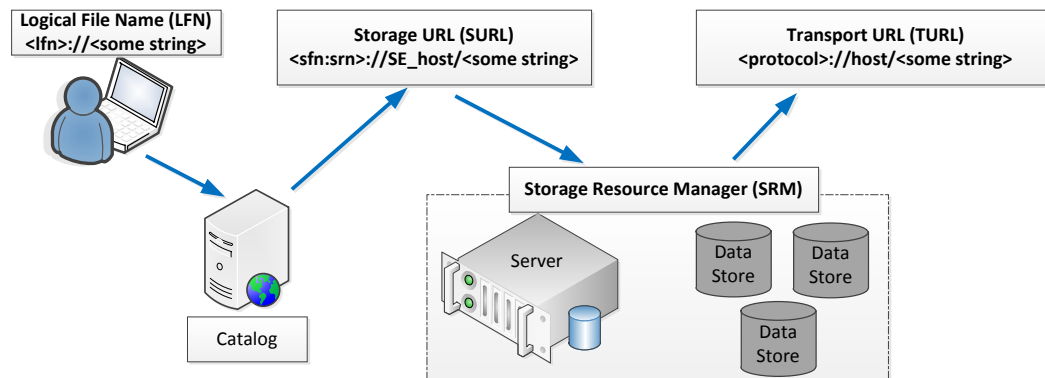 Logical File Name (LFN)
<lfn>://<some string>
Storage URL (SURL)
<sfn:srn>://SE_host/<some string>
Transport URL (TURL)
<protocol>://host/<some string>
Storage Resource Manager (SRM)
Server
Data
Store
Data
Store
Data
Store
Catalog